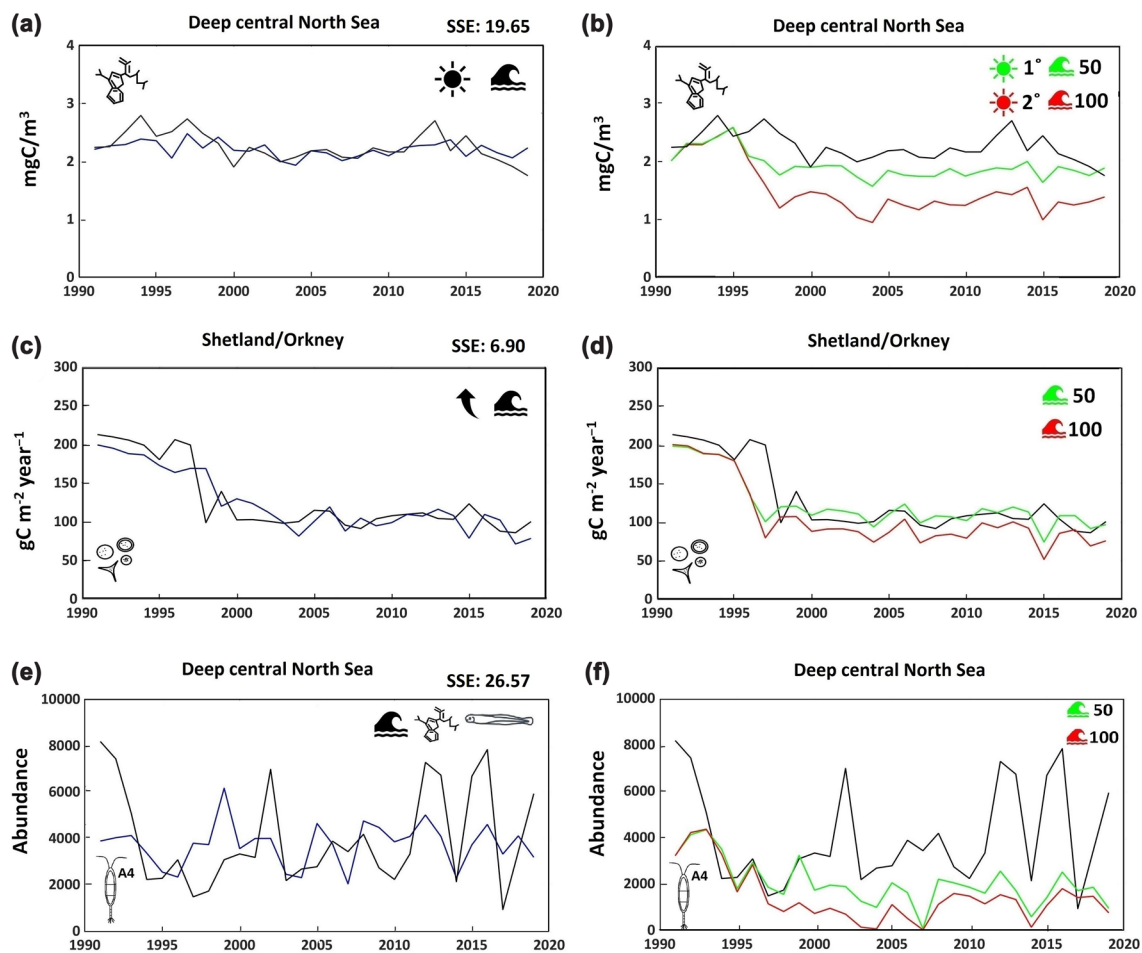 (a) Deep central North Sea SSE: 19.65
4
3
2
1
0
mgC/m³
1990 1995 2000 2005 2010 2015 2020
(b) Deep central North Sea
1° 50
2° 100
4
3
2
1
0
mgC/m³
1990 1995 2000 2005 2010 2015 2020
(c) Shetland/Orkney SSE: 6.90
300
250
200
150
100
50
0
gC m⁻² year⁻¹
1990 1995 2000 2005 2010 2015 2020
(d) Shetland/Orkney
50
100
300
250
200
150
100
50
0
gC m⁻² year⁻¹
1990 1995 2000 2005 2010 2015 2020
(e) Deep central North Sea SSE: 26.57
10000
8000
6000
4000
2000
0
Abundance
A4
1990 1995 2000 2005 2010 2015 2020
(f) Deep central North Sea
50
100
10000
8000
6000
4000
2000
0
Abundance
A4
1990 1995 2000 2005 2010 2015 2020